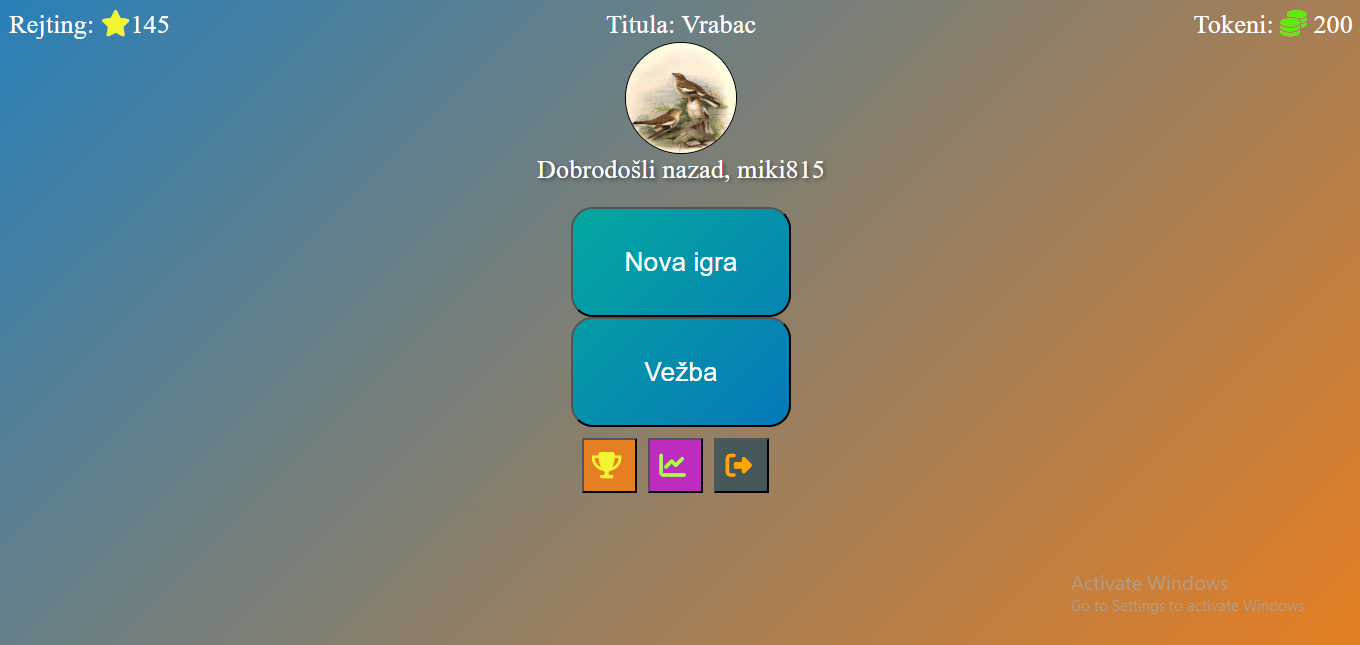 Rejting: 145
Titula: Vrabac
Tokeni: 200
Dobrodošli nazad, miki815
Nova igra
Vežba
Activate Windows
Go to Settings to activate Windows.